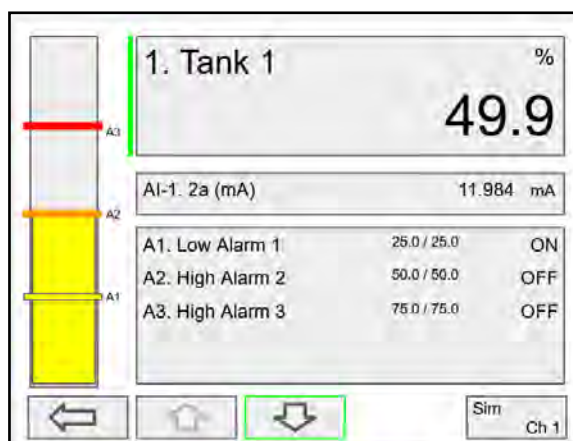 1. Tank 1
%
49.9
AI-1. 2a (mA) 11.984 mA
A1. Low Alarm 1 25.0 / 25.0 ON
A2. High Alarm 2 50.0 / 50.0 OFF
A3. High Alarm 3 75.0 / 75.0 OFF
A3
A2
A1
Sim
Ch 1